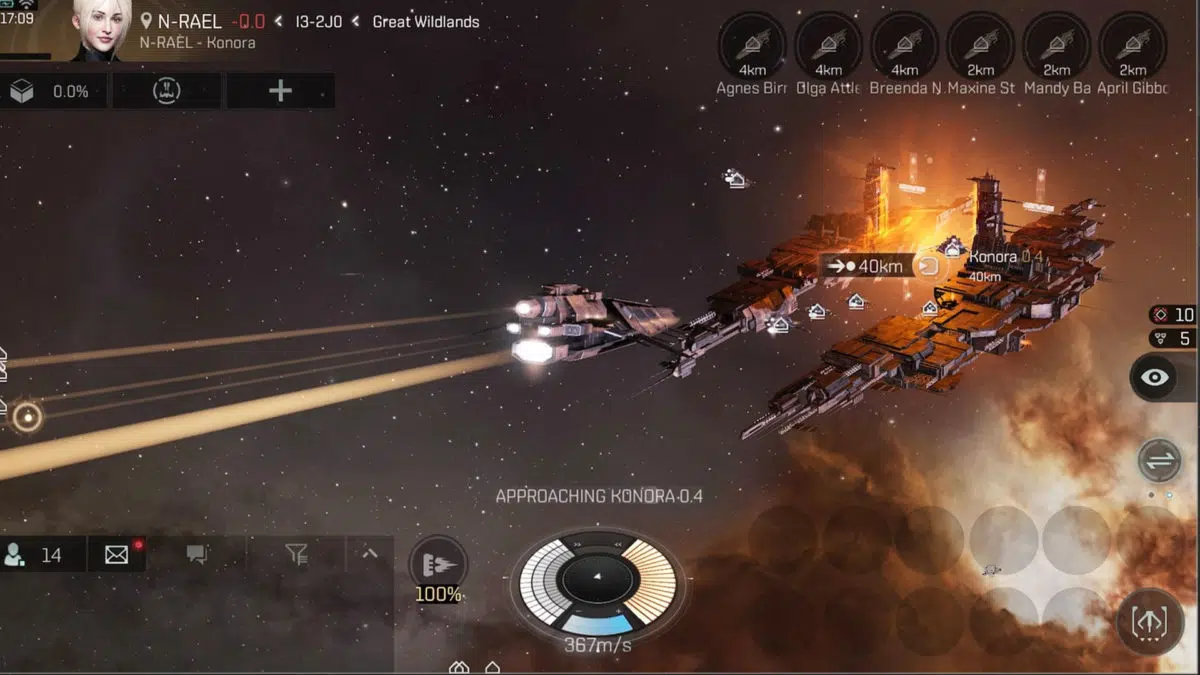 17:09
N-RAEL -0.0 < I3-2J0 < Great Wildlands
N-RAEL - Konora
0.0%
4km 4km 4km 2km 2km 2km
Agnes Birr Olga Attle Breenda N Maxine St Mandy Ba April Gibbo
40km
Konora 0.4
40km
10
5
APPROACHING KONORA 0.4
14
100%
367m/s